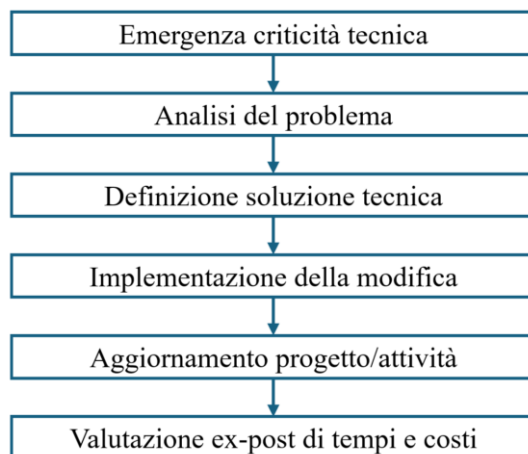 Emergenza criticità tecnica
Analisi del problema
Definizione soluzione tecnica
Implementazione della modifica
Aggiornamento progetto/attività
Valutazione ex-post di tempi e costi